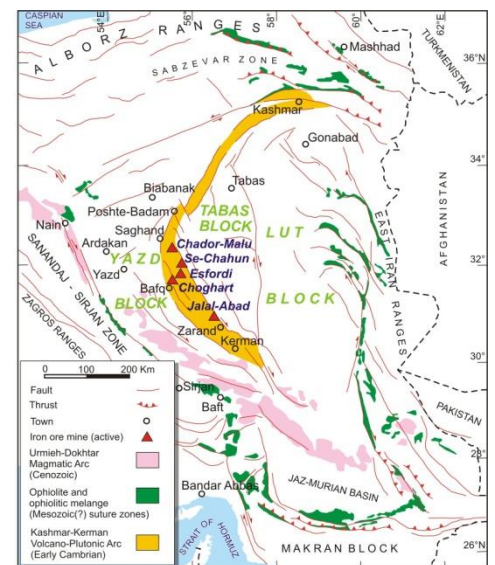 54°
56°
58°
60°
62°
CASPIAN
SEA
ALBORZ RANGES
SABZEVAR ZONE
Mashhad
TURKMENISTAN
36°
Kashmar
Gonabad
34°
Biabanak
Tabas
Poshte-Badam
TABAS
BLOCK
Nain
Saghand
Chador-Malu
LUT
Ardakan
YAZD
Se-Chahun
EAST IRAN RANGES
AFGHANISTAN
Esfordi
32°
Yazd
BLOCK
Bafq
Choghart
BLOCK
SANANDAJ - SIRJAN ZONE
Jalal-Abad
ZAGROS RANGES
Zarand
Kerman
30°
0 100 200 Km
Fault
Thrust
Town
Iron ore mine (active)
Urmieh-Dokhtar
Magmatic Arc
(Cenozoic)
Ophiolite and
ophiolitic melange
(Mesozoic(?) suture zones)
Kashmar-Kerman
Volcano-Plutonic Arc
(Early Cambrian)
Sirjan
Baft
PAKISTAN
28°
Bandar Abbas
JAZ-MURIAN BASIN
STRAIT OF
HORMUZ
MAKRAN BLOCK
26°